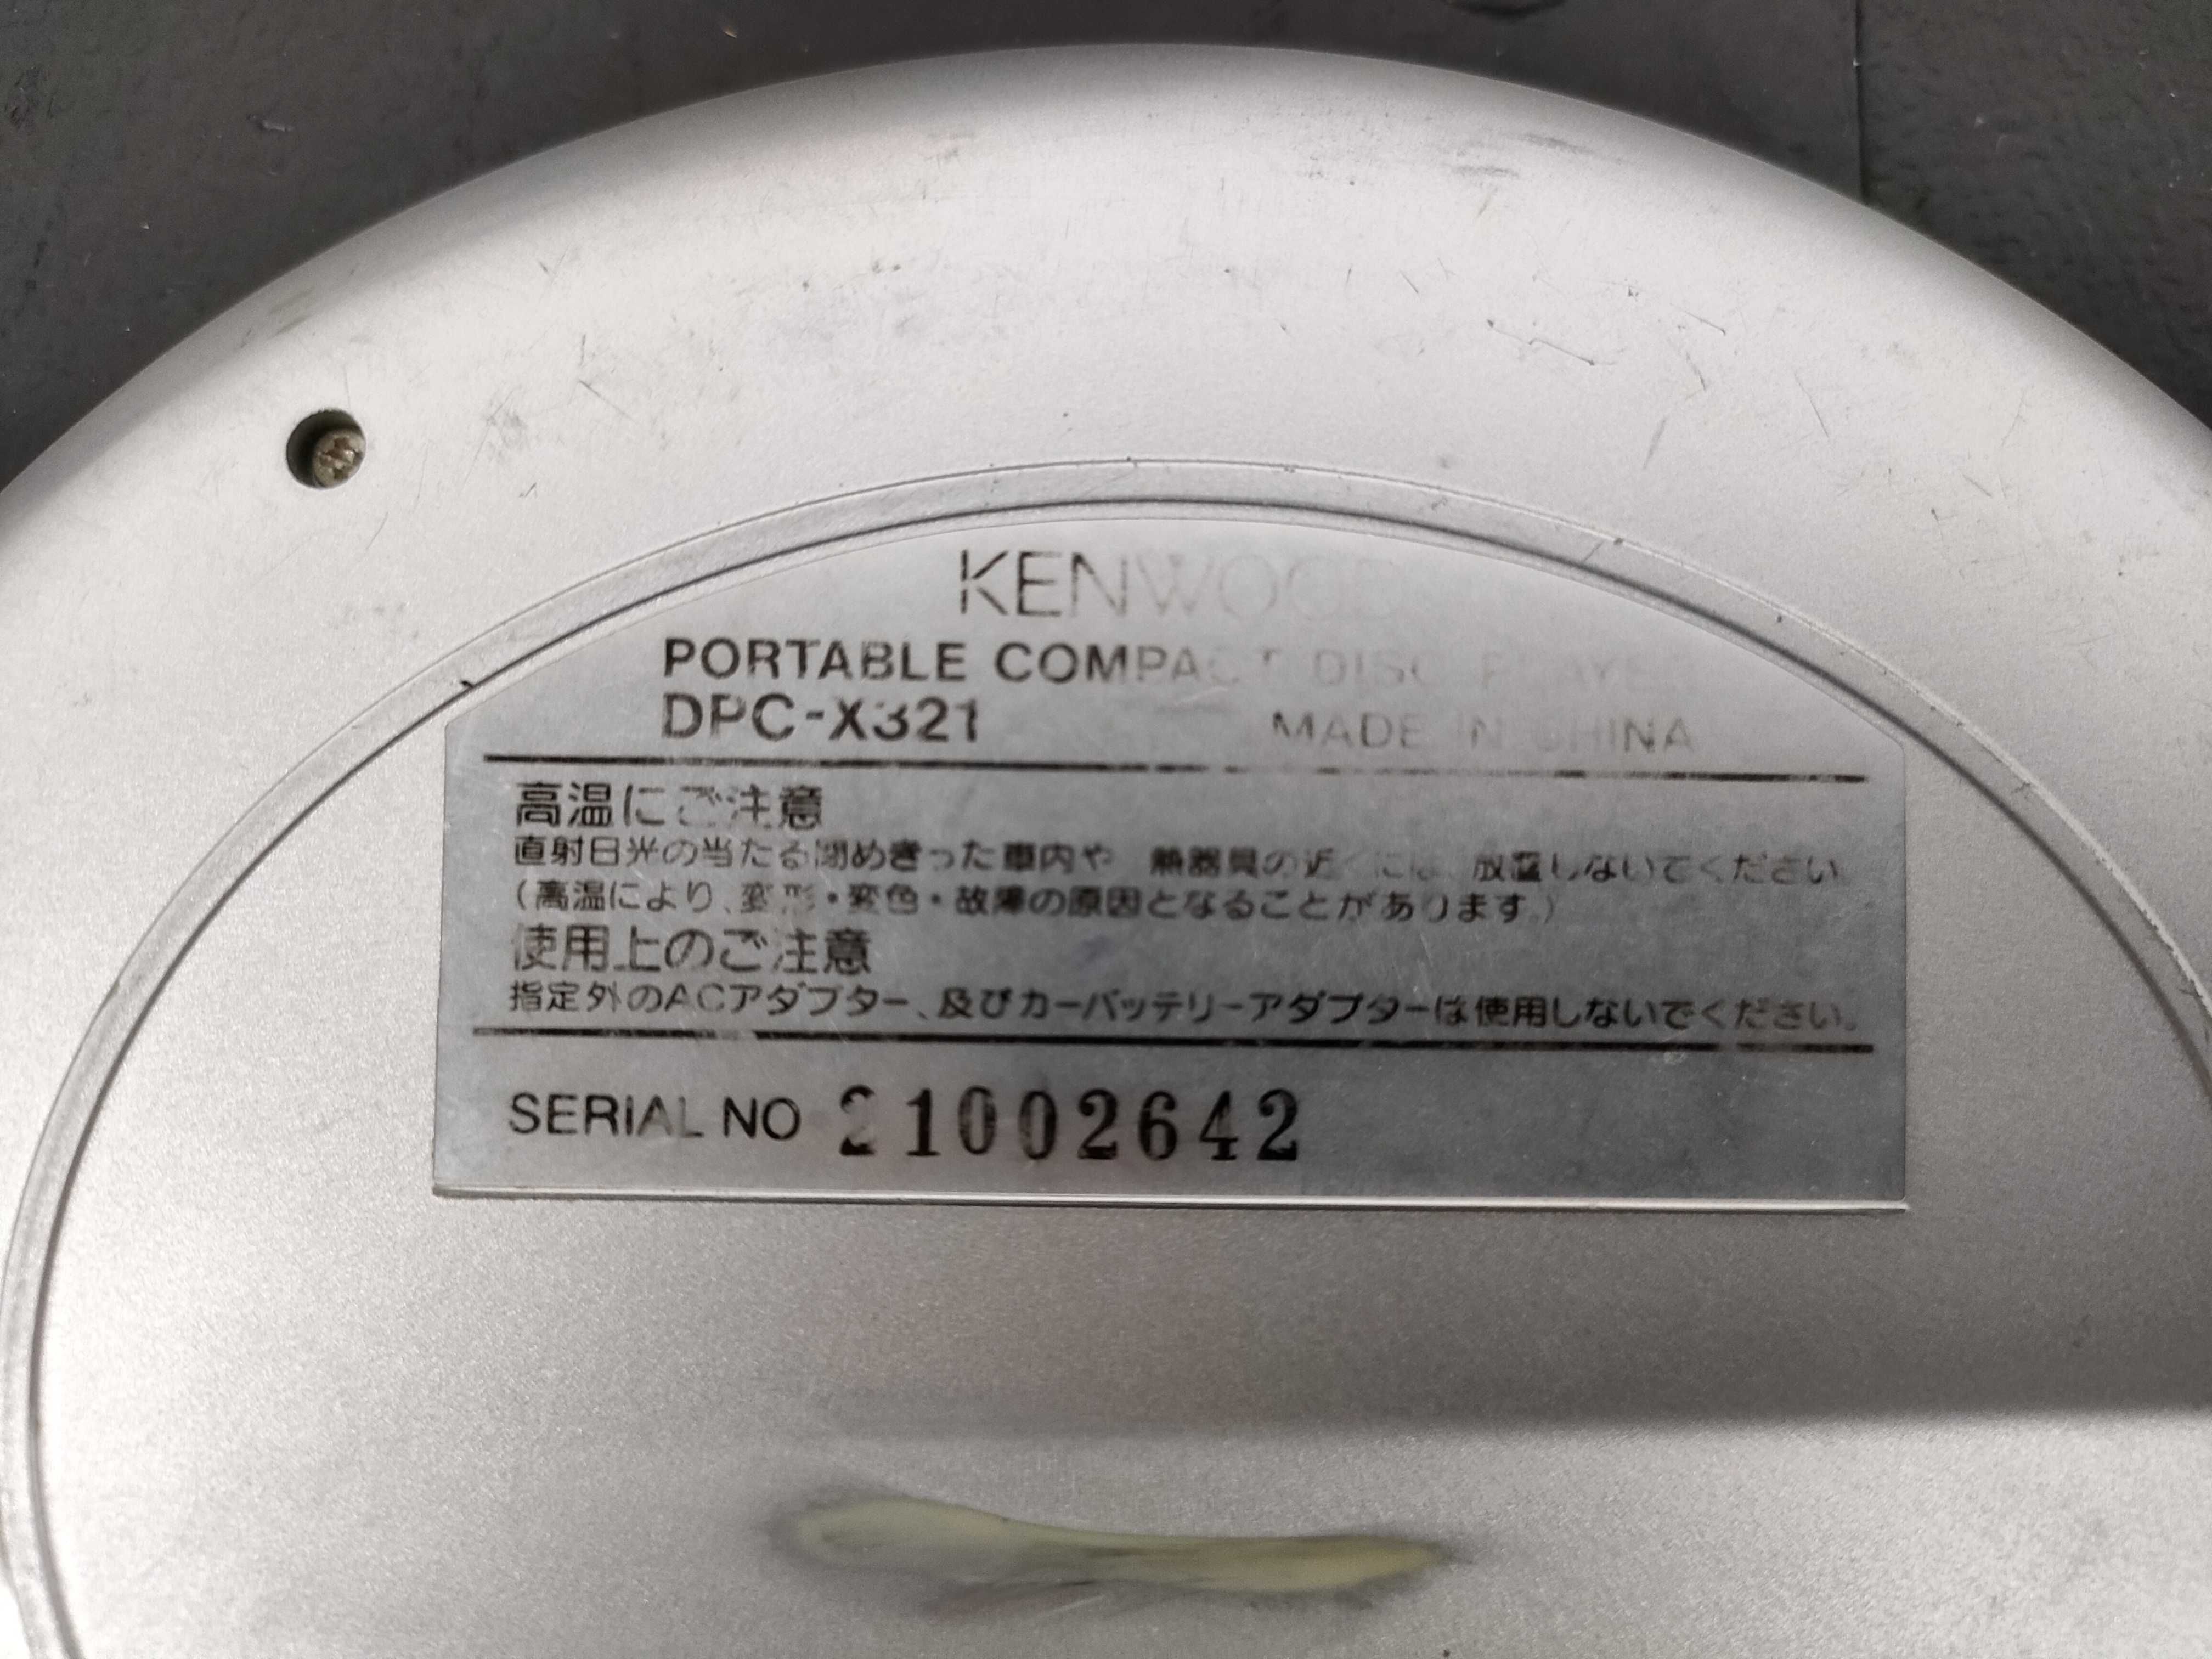 KENWOOD
PORTABLE COMPACT DISC PLAYER
DPC-X321 MADE IN CHINA
高温にご注意
直射日光の当たる閉めきった車内や 熱器具の近くには、放置しないでください。
(高温により、変形・変色・故障の原因となることがあります。)
使用上のご注意
指定外のACアダプター、及びカーバッテリーアダプターは使用しないでください。
SERIAL NO 21002642